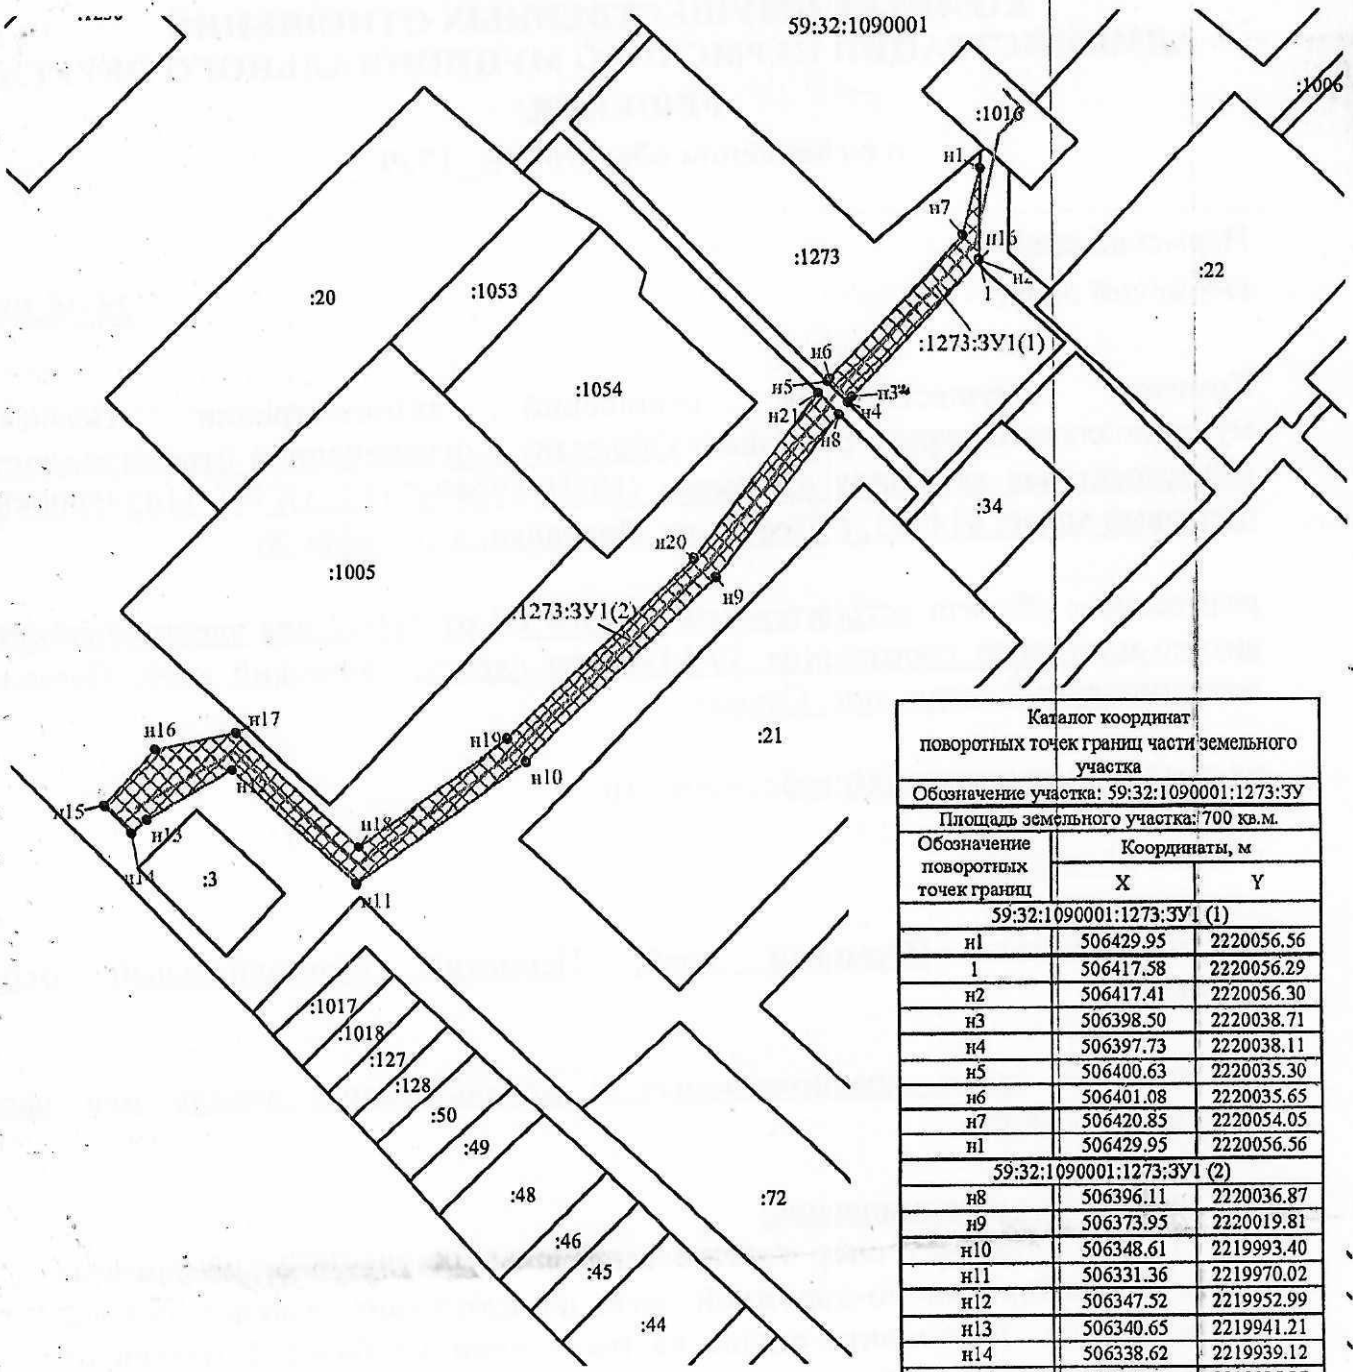 59:32:1090001
:1006
:1016
н1
н7
н16
н2
1
:1273
:22
:20
:1053
:1273:ЗУ1(1)
н6
:1054
н5
н3
н4
н21
н8
:34
н20
:1005
н9
:1273:ЗУ1(2)
н17
н16
н19
:21
н10
н12
н15
н13
н18
н14
:3
н11
:1017
:1018
:127
:128
:50
:49
:48
:72
:46
:45
:44
Каталог координат
поворотных точек границ части земельного
участка
Обозначение участка: 59:32:1090001:1273:ЗУ
Площадь земельного участка: 700 кв.м.
Обозначение поворотных точек границ Координаты, м
X Y
59:32:1090001:1273:ЗУ1 (1)
н1 506429.95 2220056.56
1 506417.58 2220056.29
н2 506417.41 2220056.30
н3 506398.50 2220038.71
н4 506397.73 2220038.11
н5 506400.63 2220035.30
н6 506401.08 2220035.65
н7 506420.85 2220054.05
н1 506429.95 2220056.56
59:32:1090001:1273:ЗУ1 (2)
н8 506396.11 2220036.87
н9 506373.95 2220019.81
н10 506348.61 2219993.40
н11 506331.36 2219970.02
н12 506347.52 2219952.99
н13 506340.65 2219941.21
н14 506338.62 2219939.12